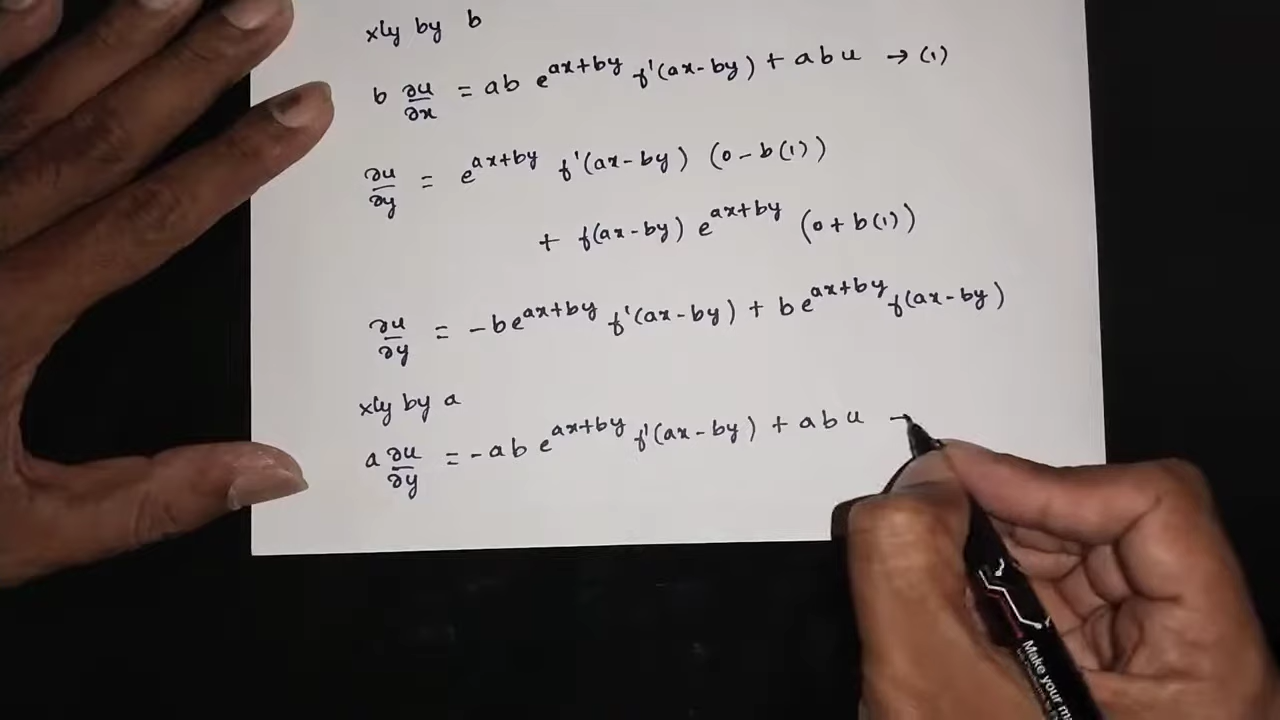 xly by b
b ∂u/∂x = ab e^{ax+by} f'(ax-by) + abu → (1)
∂u/∂y = e^{ax+by} f'(ax-by) (0-b(1))
+ f(ax-by) e^{ax+by} (0+b(1))
∂u/∂y = -be^{ax+by} f'(ax-by) + be^{ax+by} f(ax-by)
xly by a
a ∂u/∂y = -ab e^{ax+by} f'(ax-by) + abu →
Make your m